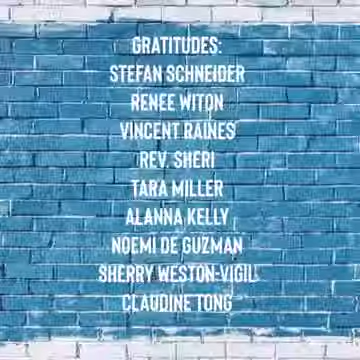 GRATITUDES:
STEFAN SCHNEIDER
RENEE WITON
VINCENT RAINES
REV. SHERI
TARA MILLER
ALANNA KELLY
NOEMI DE GUZMAN
SHERRY WESTON-VIGIL
CLAUDINE TONG